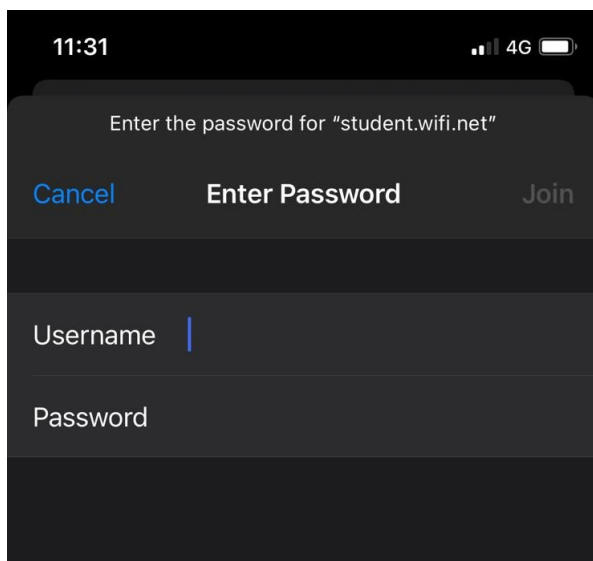 11:31 4G
Enter the password for “student.wifi.net”
Cancel Enter Password Join
Username
Password